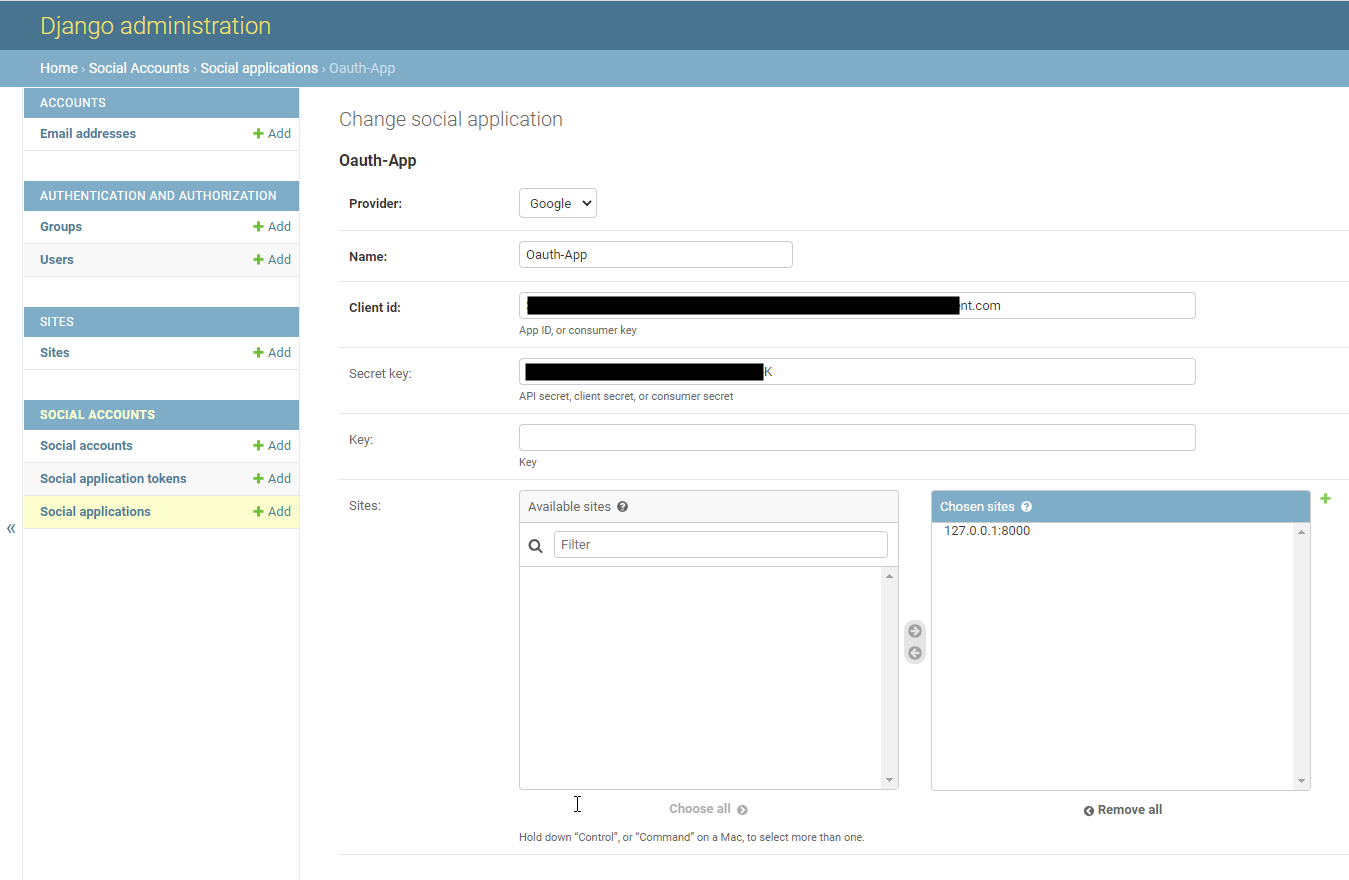 Django administration
Home › Social Accounts › Social applications › Oauth-App
ACCOUNTS
Email addresses
Add
AUTHENTICATION AND AUTHORIZATION
Groups
Add
Users
Add
SITES
Sites
Add
SOCIAL ACCOUNTS
Social accounts
Add
Social application tokens
Add
Social applications
Add
«
Change social application
Oauth-App
Provider:
Google
Name:
Oauth-App
Client id:
nt.com
App ID, or consumer key
Secret key:
K
API secret, client secret, or consumer secret
Key:
Key
Sites:
Available sites
Filter
Choose all
Chosen sites
127.0.0.1:8000
Remove all
Hold down “Control”, or “Command” on a Mac, to select more than one.